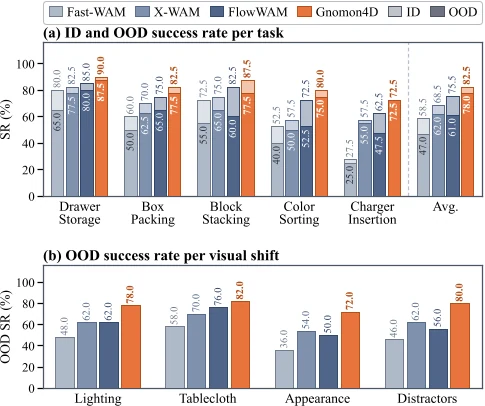 Fast-WAM X-WAM FlowWAM Gnomon4D ID OOD
(a) ID and OOD success rate per task
SR (%)
100
80
60
40
20
0
80.0 82.5 85.0 90.0
65.0 77.5 80.0 87.5
60.0 70.0 75.0 82.5
50.0 62.5 65.0 77.5
72.5 75.0 82.5 87.5
55.0 65.0 60.0 77.5
52.5 57.5 72.5 80.0
40.0 50.0 52.5 75.0
27.5 57.5 62.5 72.5
25.0 55.0 47.5 72.5
58.5 68.5 75.5 82.5
47.0 62.0 61.0 78.0
Drawer Storage
Box Packing
Block Stacking
Color Sorting
Charger Insertion
Avg.
(b) OOD success rate per visual shift
OOD SR (%)
100
80
60
40
20
0
48.0 62.0 62.0 78.0
58.0 70.0 76.0 82.0
36.0 54.0 50.0 72.0
46.0 62.0 56.0 80.0
Lighting Tablecloth Appearance Distractors